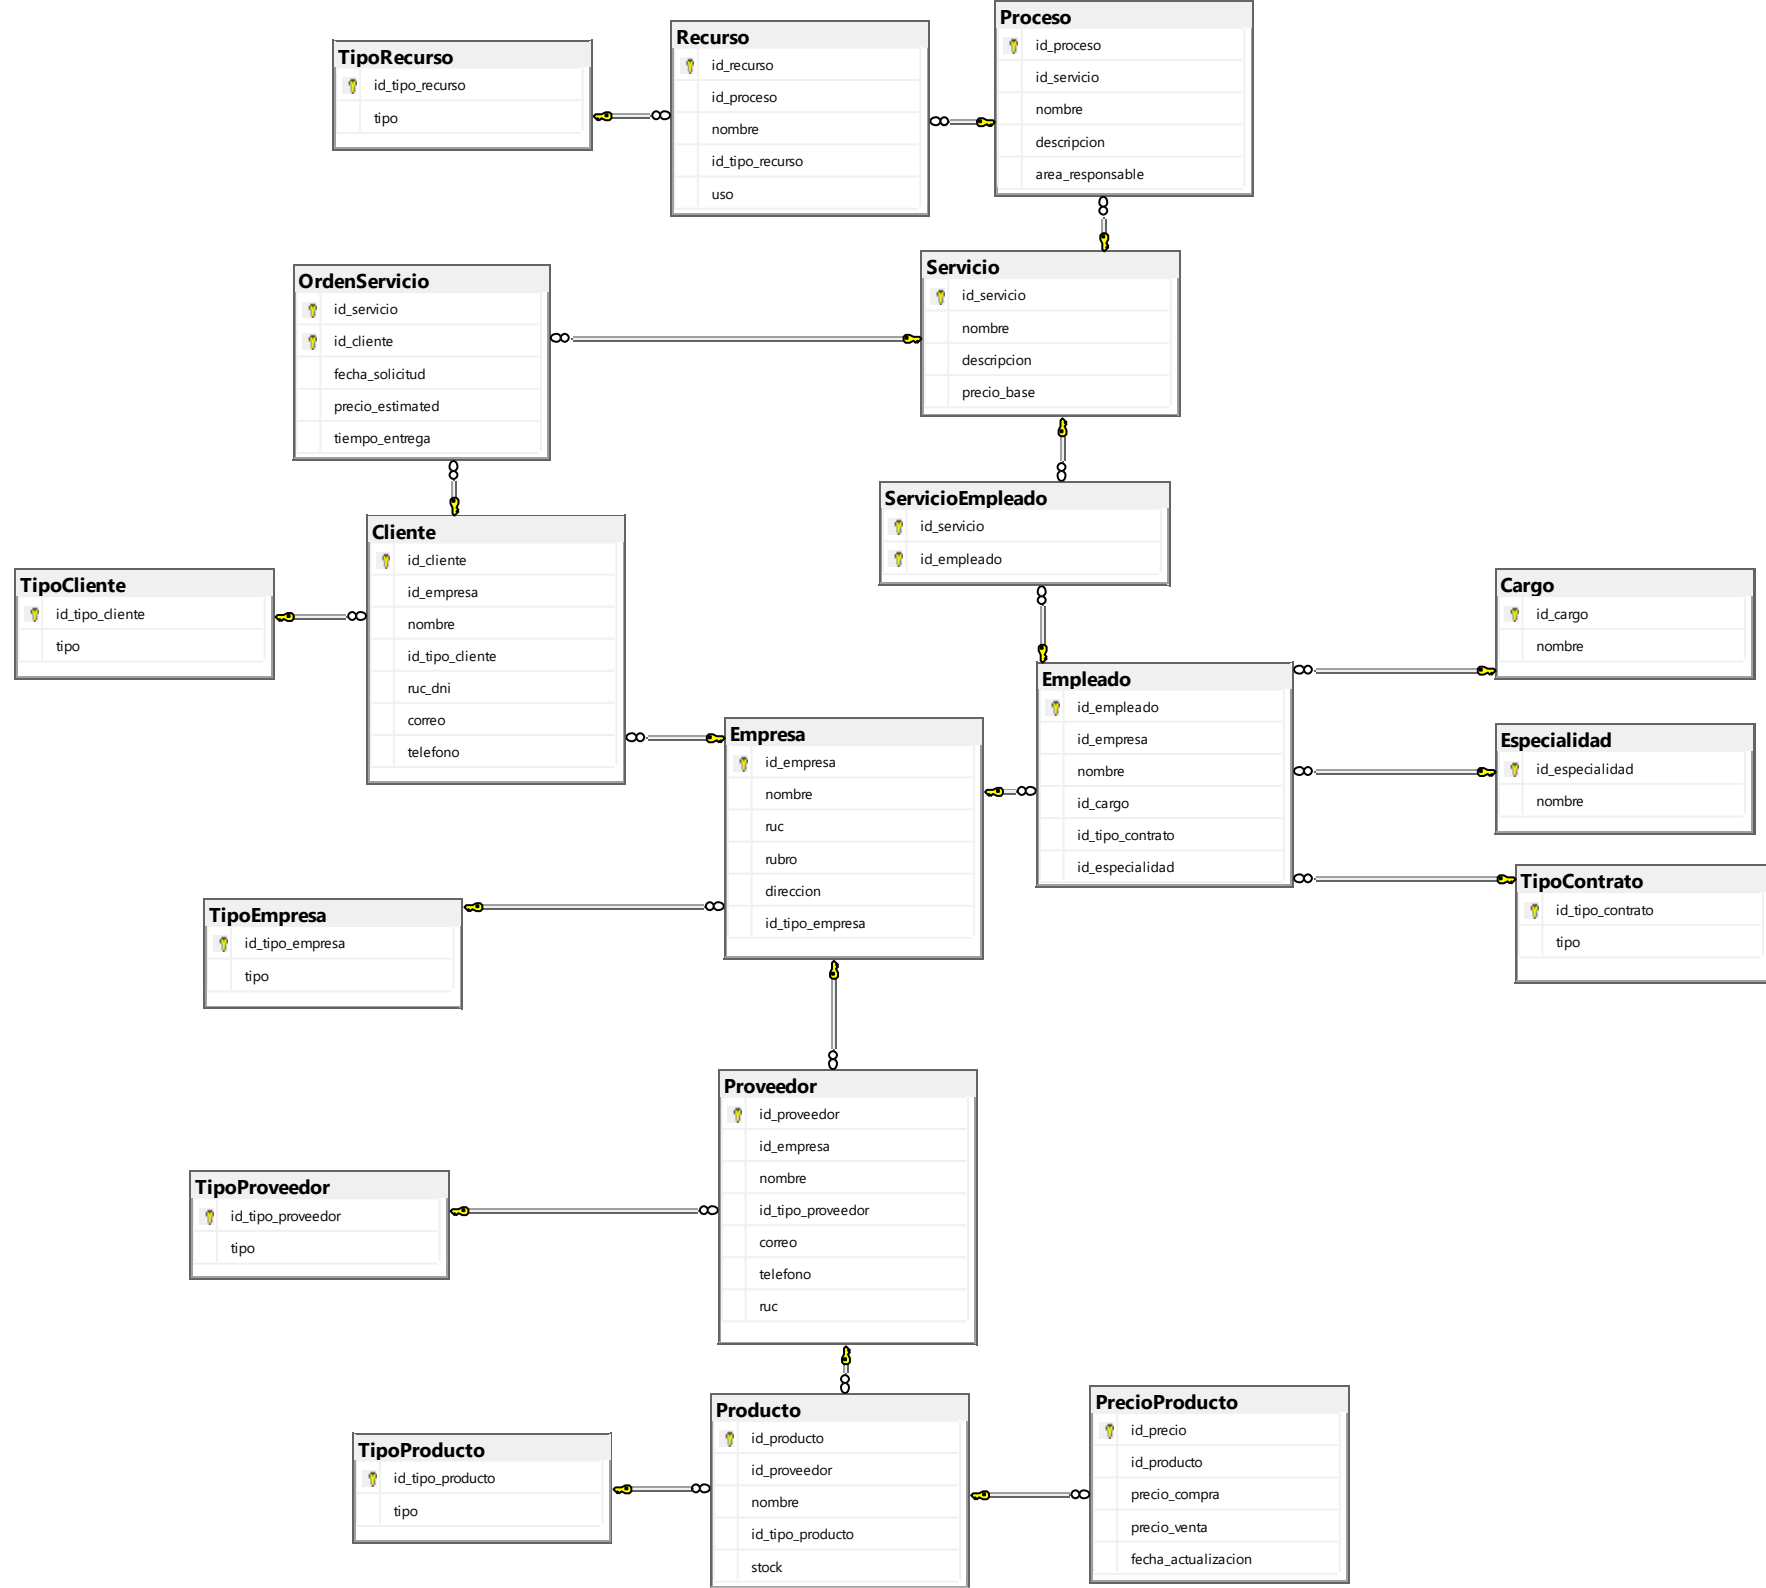 TipoRecurso
id_tipo_recurso
tipo
Recurso
id_recurso
id_proceso
nombre
id_tipo_recurso
uso
Proceso
id_proceso
id_servicio
nombre
descripcion
area_responsable
OrdenServicio
id_servicio
id_cliente
fecha_solicitud
precio_estimated
tiempo_entrega
Servicio
id_servicio
nombre
descripcion
precio_base
ServicioEmpleado
id_servicio
id_empleado
TipoCliente
id_tipo_cliente
tipo
Cliente
id_cliente
id_empresa
nombre
id_tipo_cliente
ruc_dni
correo
telefono
Empresa
id_empresa
nombre
ruc
rubro
direccion
id_tipo_empresa
Empleado
id_empleado
id_empresa
nombre
id_cargo
id_tipo_contrato
id_especialidad
Cargo
id_cargo
nombre
Especialidad
id_especialidad
nombre
TipoContrato
id_tipo_contrato
tipo
TipoEmpresa
id_tipo_empresa
tipo
Proveedor
id_proveedor
id_empresa
nombre
id_tipo_proveedor
correo
telefono
ruc
TipoProveedor
id_tipo_proveedor
tipo
TipoProducto
id_tipo_producto
tipo
Producto
id_producto
id_proveedor
nombre
id_tipo_producto
stock
PrecioProducto
id_precio
id_producto
precio_compra
precio_venta
fecha_actualizacion